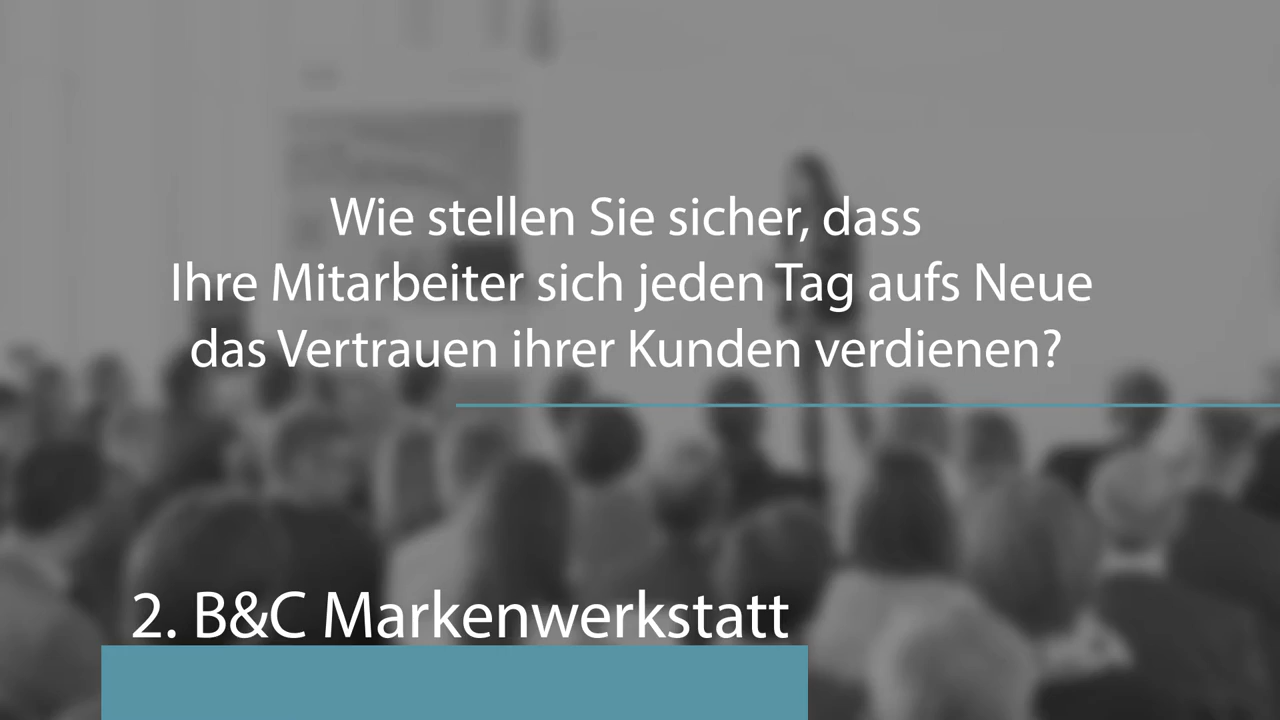 Wie stellen Sie sicher, dass
Ihre Mitarbeiter sich jeden Tag aufs Neue
das Vertrauen ihrer Kunden verdienen?
2. B&C Markenwerkstatt